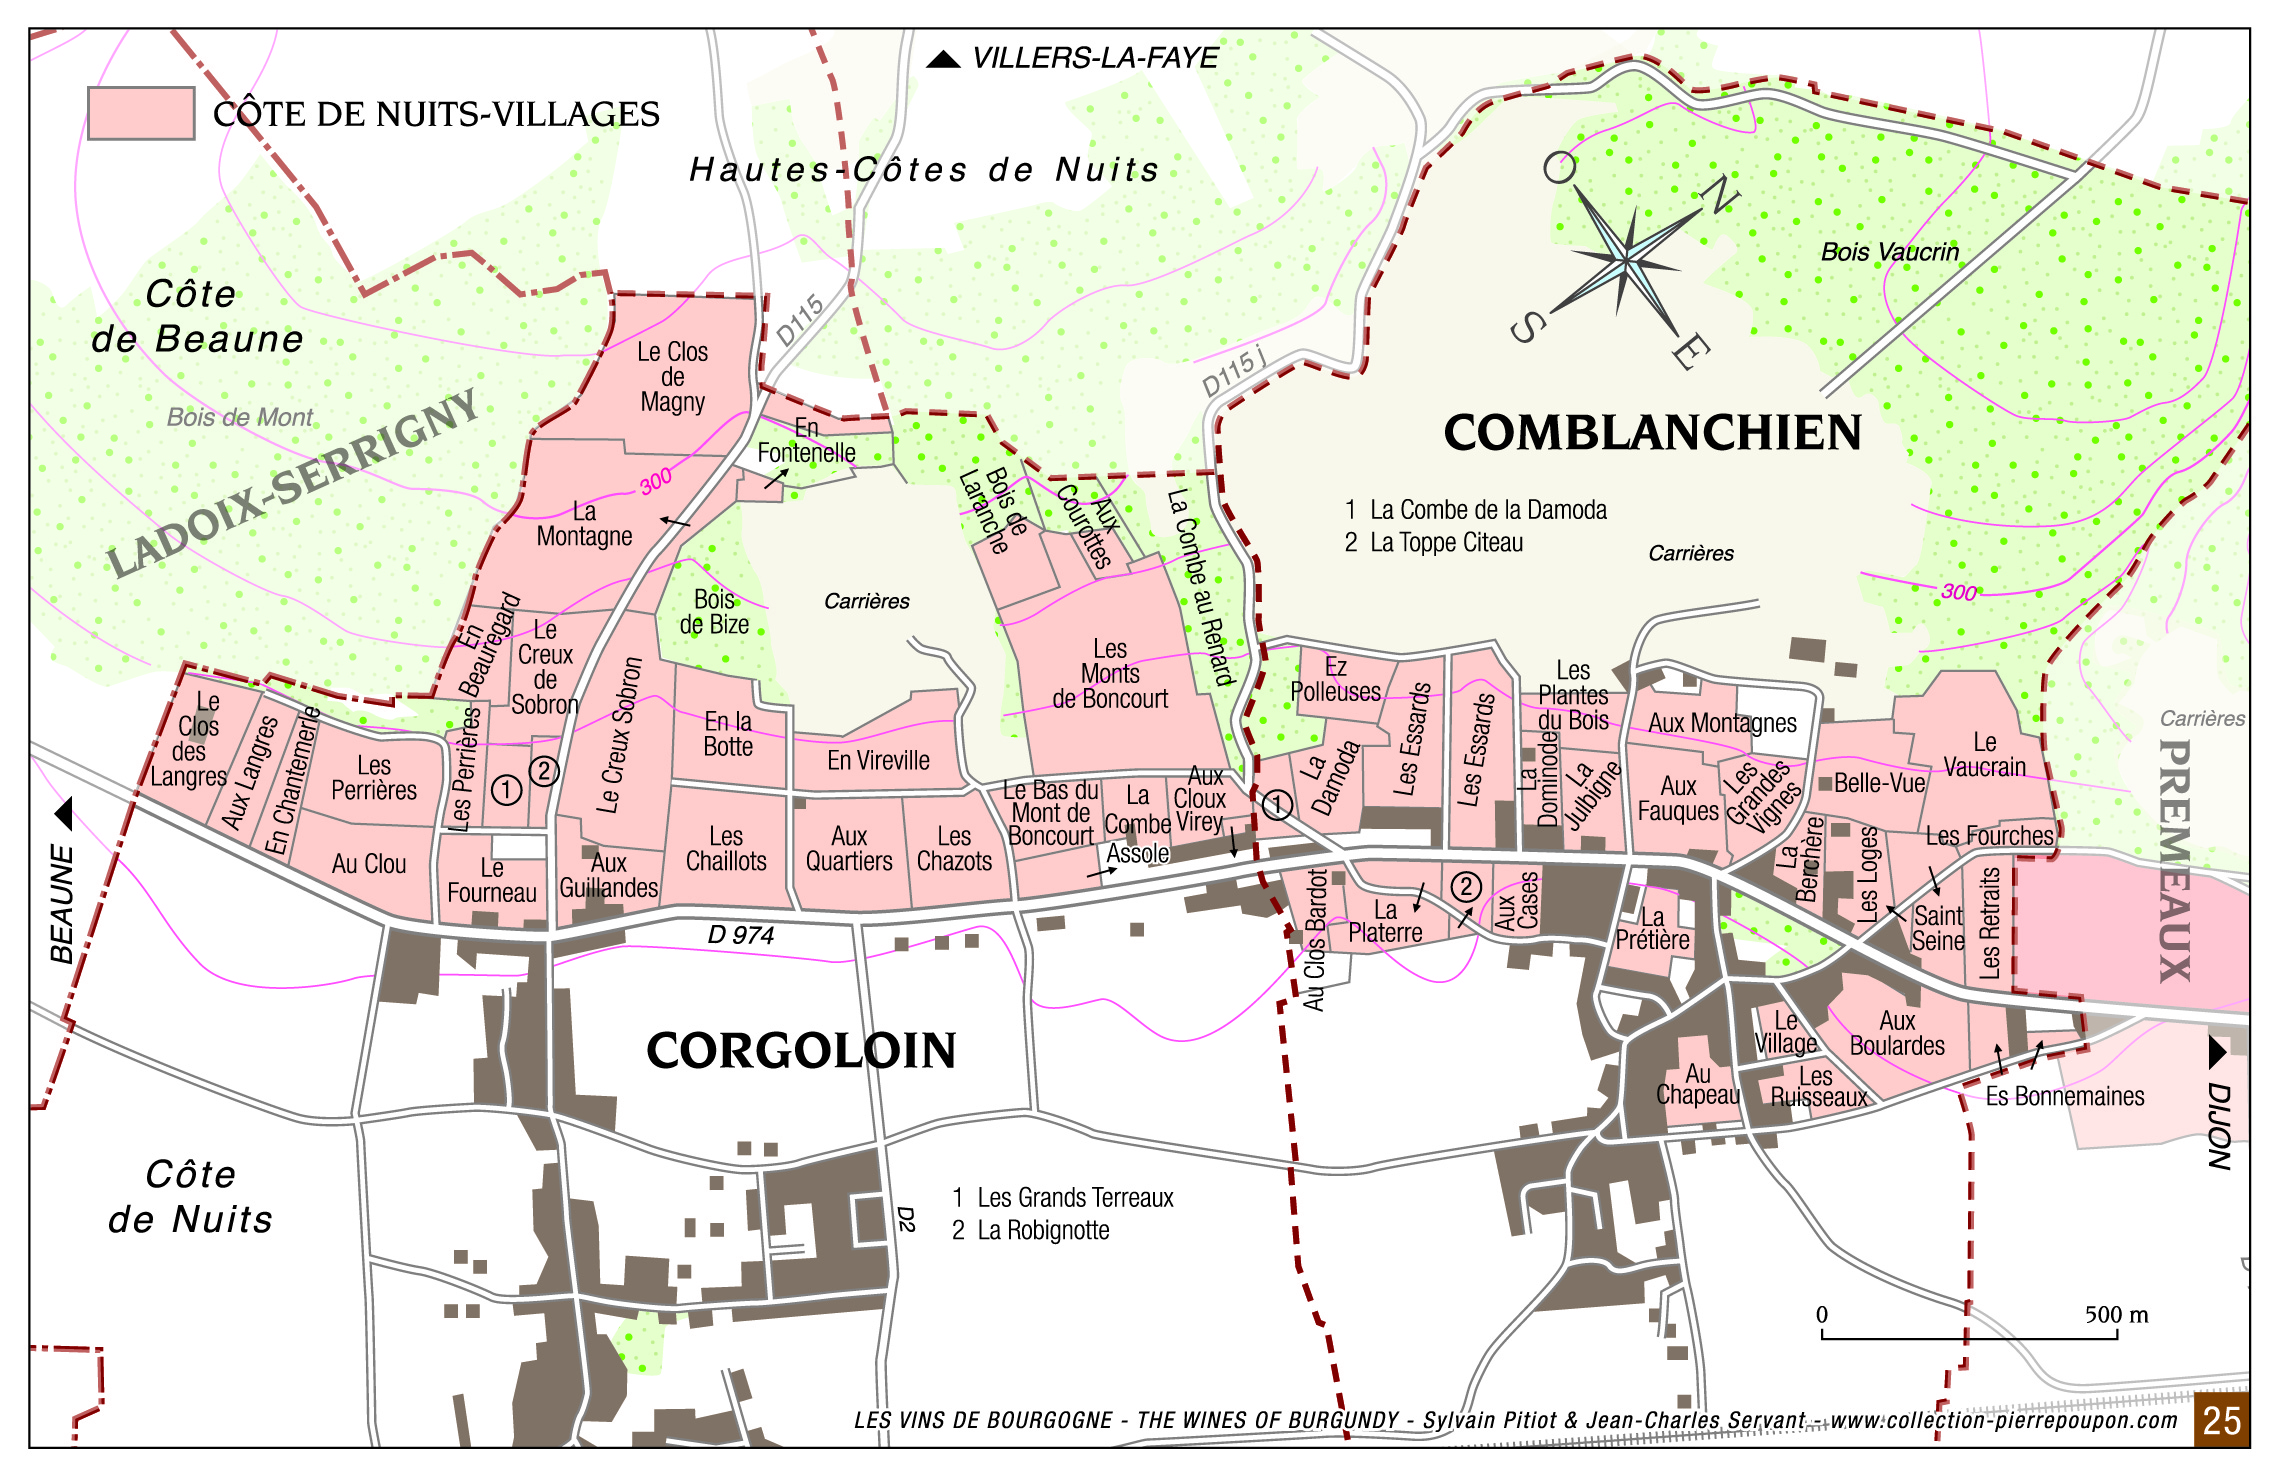 VILLERS-LA-FAYE
CÔTE DE NUITS-VILLAGES
Hautes-Côtes de Nuits
O
N
S
E
Bois Vaucrin
Côte
de Beaune
D115
D115 j
Le Clos
de
Magny
Bois de Mont
LADOIX-SERRIGNY
COMBLANCHIEN
En
Fontenelle
300
La
Montagne
Bois de
Laranche
Aux
Courottes
La Combe au Renard
1 La Combe de la Damoda
2 La Toppe Citeau
Carrières
300
Bois
de Bize
Carrières
En
Beauregard
Le
Creux
de
Sobron
Les
Monts
de Boncourt
Ez
Polleuses
Les
Plantes
du Bois
Le
Clos
des
Langres
Aux Langres
En Chantemerle
Les
Perrières
Les Perrières
1
2
Le Creux Sobron
En la
Botte
En Vireville
Le Bas du
Mont de
Boncourt
La
Combe
Assole
Aux
Cloux
Virey
1
La
Damoda
Les Essards
Les Essards
La
Dominode
La
Julbigne
Aux Montagnes
Aux
Fauques
Les
Grandes
Vignes
Belle-Vue
Le
Vaucrain
Carrières
PREMEAUX
Au Clou
Le
Fourneau
Aux
Guillandes
Les
Chaillots
Aux
Quartiers
Les
Chazots
La
Berchère
Les Loges
Les Fourches
Saint
Seine
Les Retraits
BEAUNE
D 974
Au Clos Bardot
La
Platerre
2
Aux
Cases
La
Prétière
CORGOLOIN
Le
Village
Aux
Boulardes
Au
Chapeau
Les
Ruisseaux
Es Bonnemaines
DIJON
Côte
de Nuits
1 Les Grands Terreaux
2 La Robignotte
D2
0
500 m
LES VINS DE BOURGOGNE - THE WINES OF BURGUNDY - Sylvain Pitiot & Jean-Charles Servant - www.collection-pierrepoupon.com
25